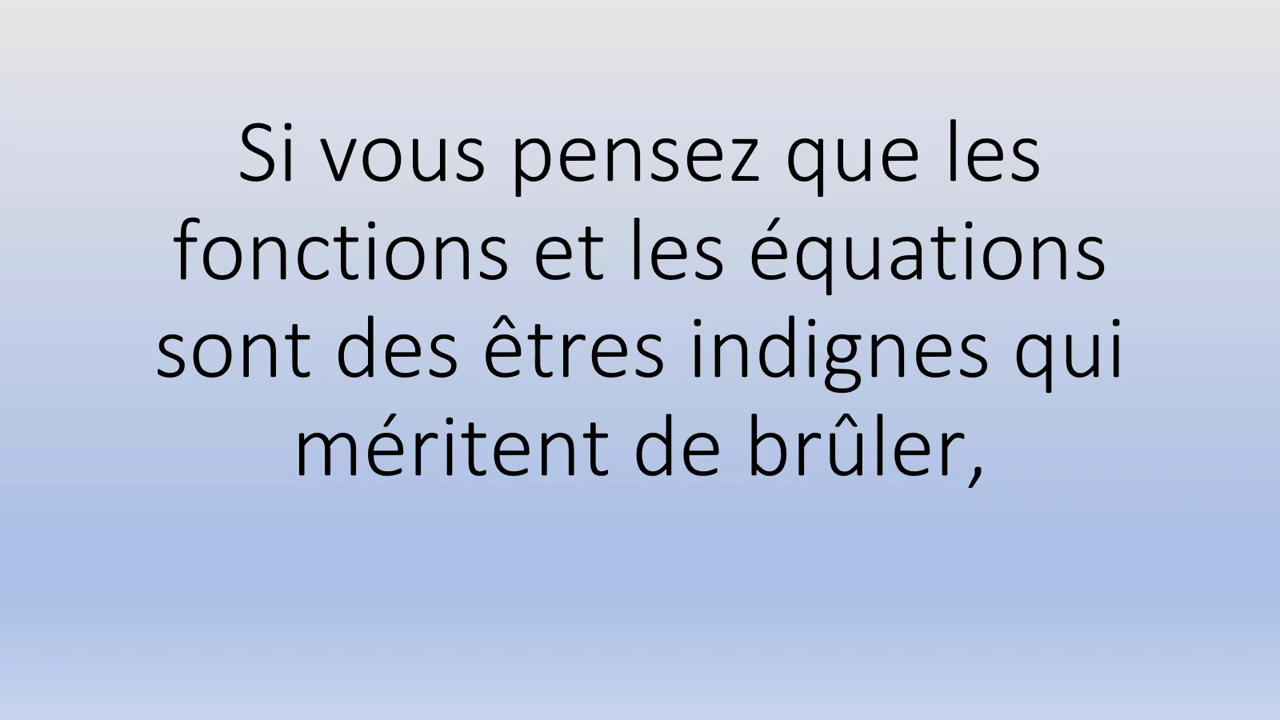 Si vous pensez que les
fonctions et les équations
sont des êtres indignes qui
méritent de brûler,